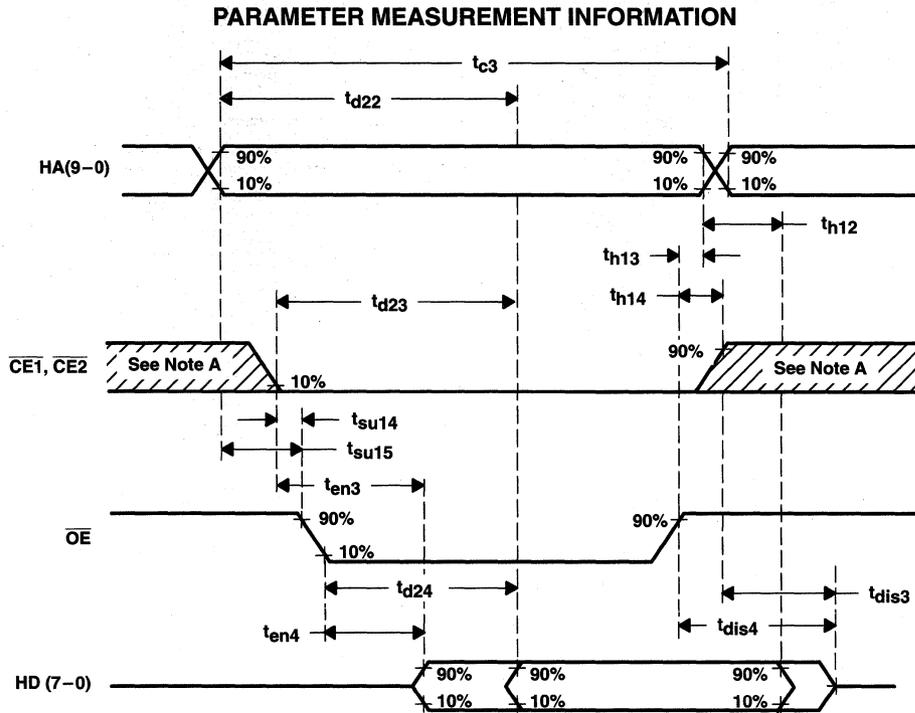 PARAMETER MEASUREMENT INFORMATION
tc3
td22
HA(9–0)
90%
90%
90%
10%
10%
10%
th12
th13
th14
td23
CE1, CE2
See Note A
90%
See Note A
10%
tsu14
tsu15
ten3
OE
90%
90%
10%
td24
tdis3
tdis4
ten4
HD (7–0)
90%
90%
90%
10%
10%
10%